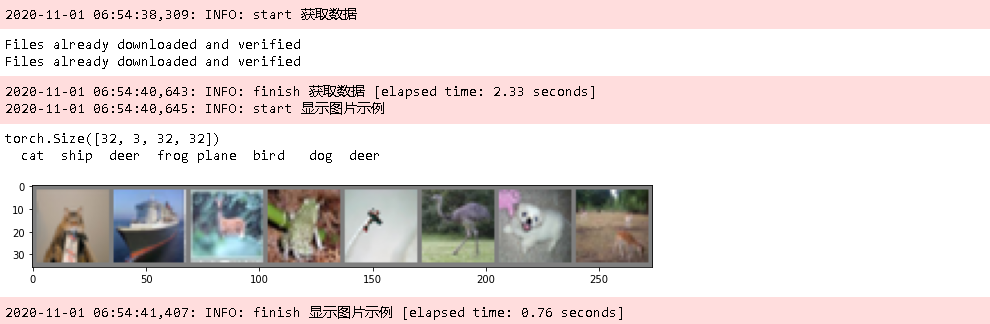 2020-11-01 06:54:38,309: INFO: start 获取数据
Files already downloaded and verified
Files already downloaded and verified
2020-11-01 06:54:40,643: INFO: finish 获取数据 [elapsed time: 2.33 seconds]
2020-11-01 06:54:40,645: INFO: start 显示图片示例
torch.Size([32, 3, 32, 32])
cat ship deer frog plane bird dog deer
0
10
20
30
0 50 100 150 200 250
2020-11-01 06:54:41,407: INFO: finish 显示图片示例 [elapsed time: 0.76 seconds]